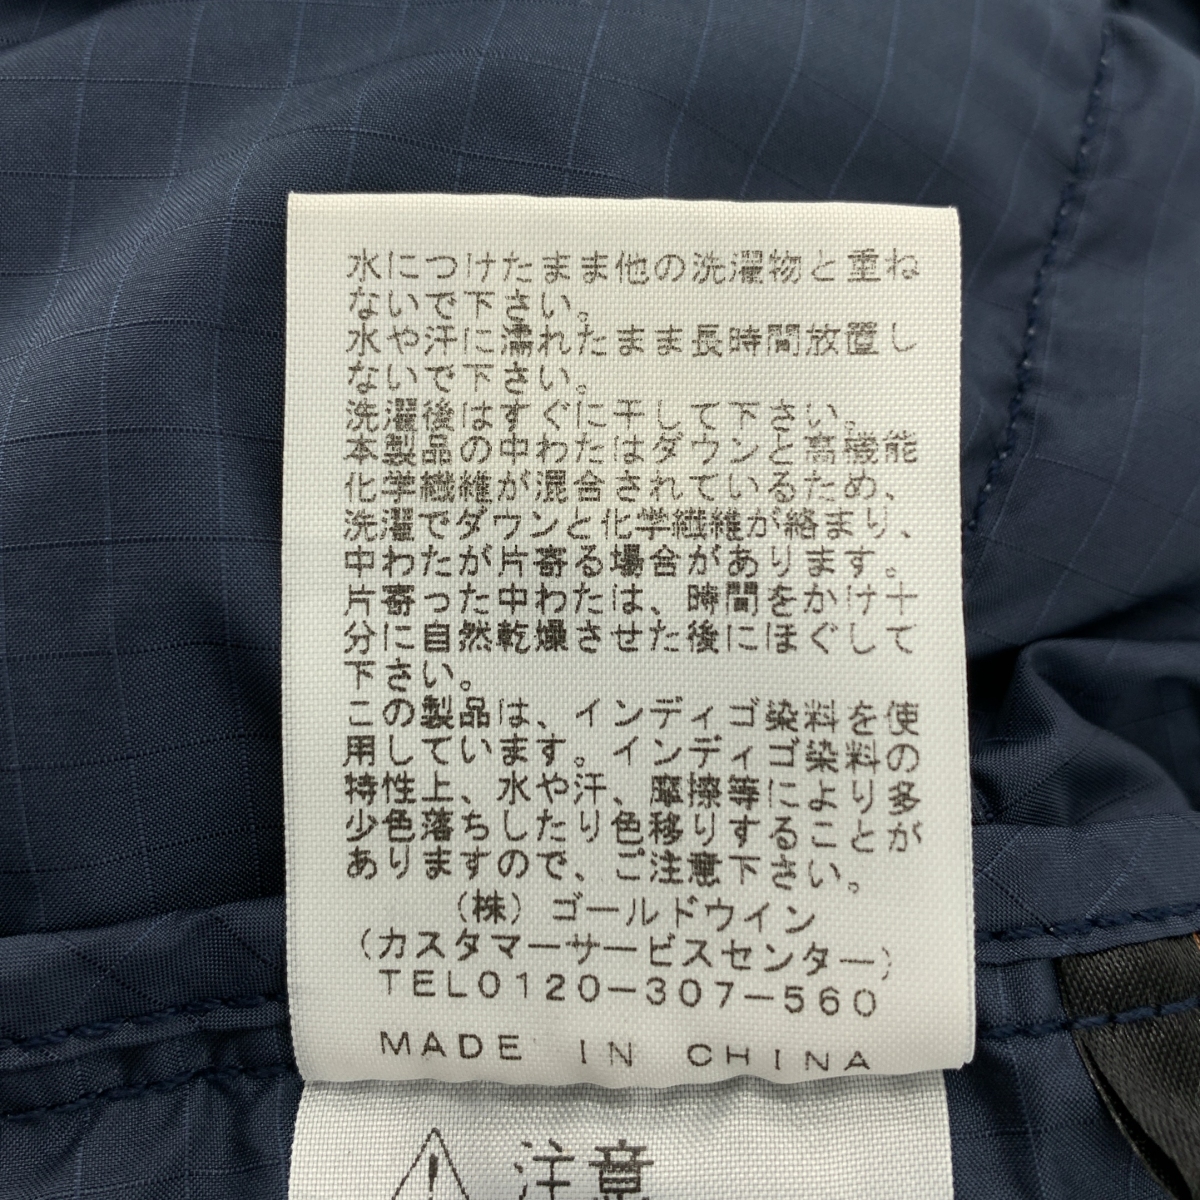 水につけたまま他の洗濯物と重ね
ないで下さい。
水や汗に濡れたまま長時間放置し
ないで下さい。
洗濯後はすぐに干して下さい。
本製品の中わたはダウンと高機能
化学繊維が混合されているため、
洗濯でダウンと化学繊維が絡まり、
中わたが片寄る場合があります。
片寄った中わたは、時間をかけ十
分に自然乾燥させた後にほぐして
下さい。
この製品は、インディゴ染料を使
用しています。インディゴ染料の
特性上、水や汗、摩擦等により多
少色落ちしたり色移りすることが
ありますので、ご注意下さい。
(株)ゴールドウイン
(カスタマーサービスセンター)
TEL0120-307-560
MADE IN CHINA
注意